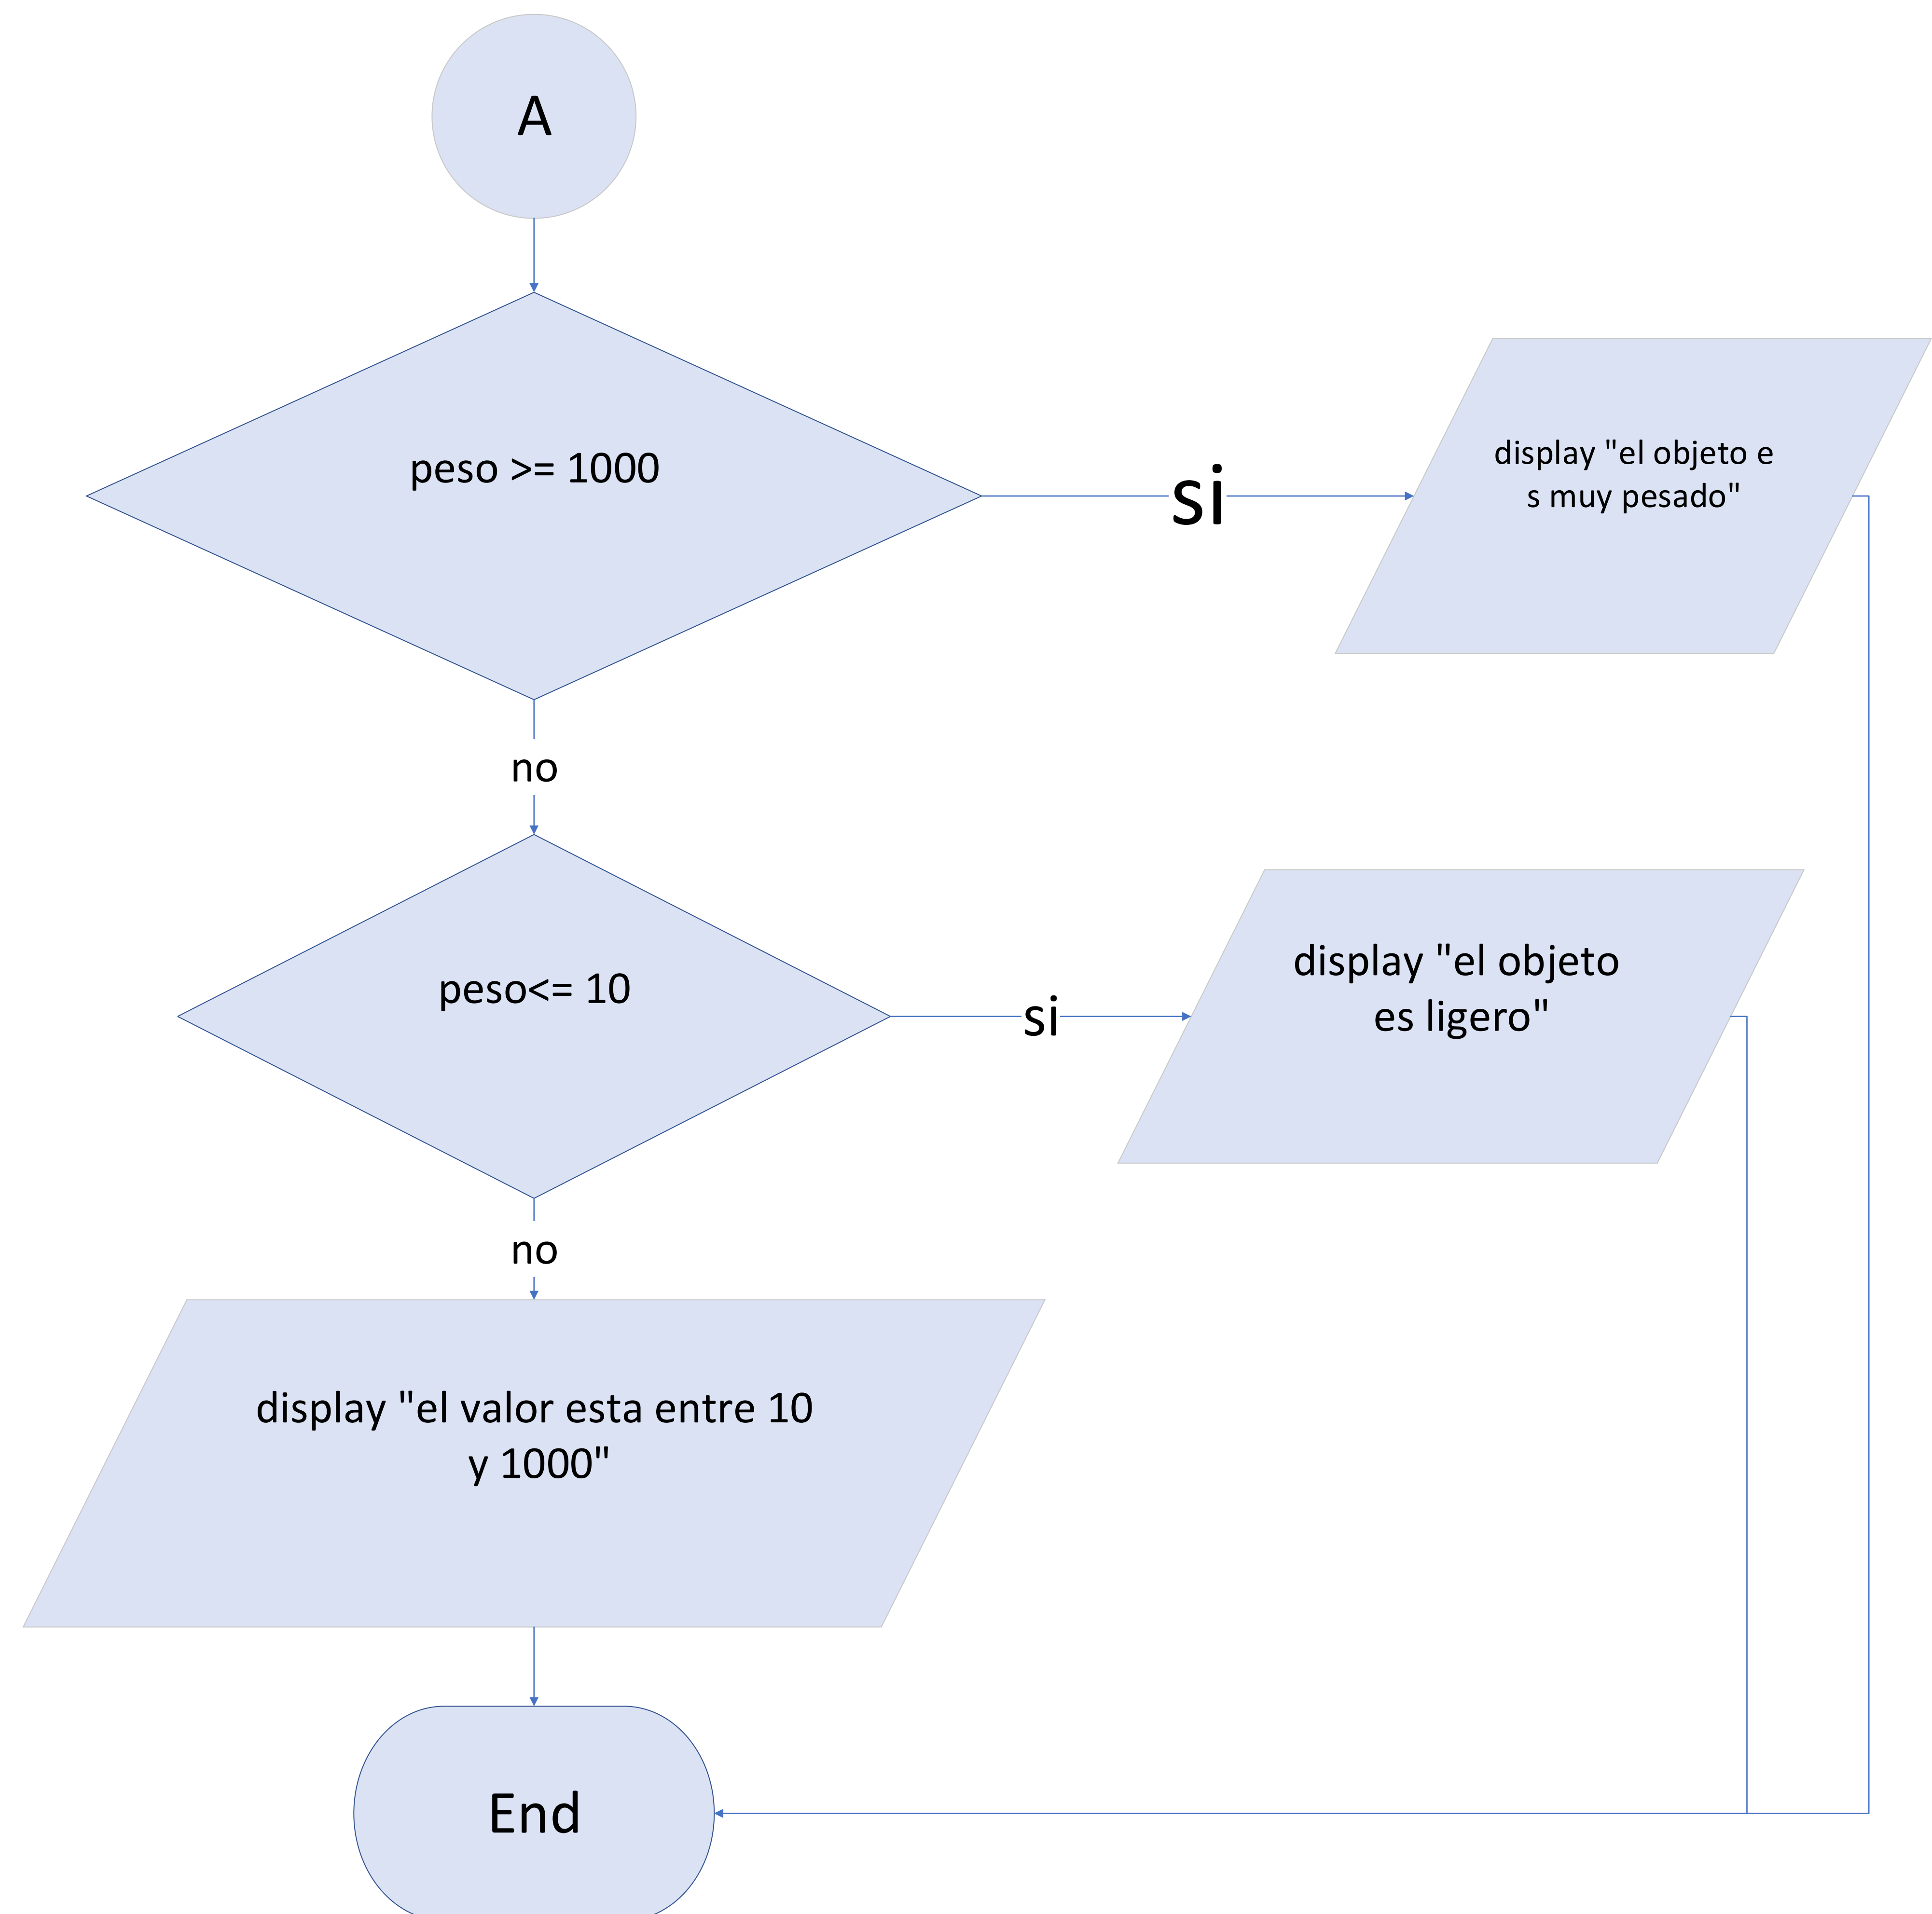 A
peso >= 1000
si
display "el objeto e
s muy pesado"
no
peso<= 10
si
display "el objeto
es ligero"
no
display "el valor esta entre 10
y 1000"
End